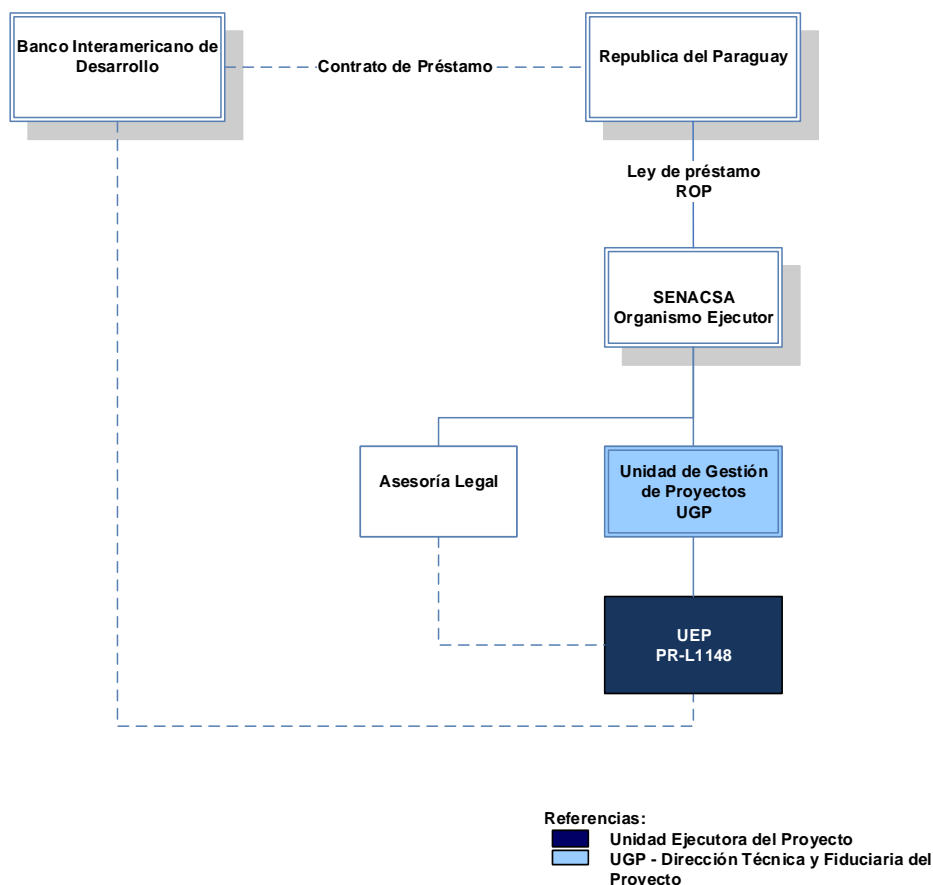 Banco Interamericano de
Desarrollo
Contrato de Préstamo
Republica del Paraguay
Ley de préstamo
ROP
SENACSA
Organismo Ejecutor
Asesoría Legal
Unidad de Gestión
de Proyectos
UGP
UEP
PR-L1148
Referencias:
Unidad Ejecutora del Proyecto
UGP - Dirección Técnica y Fiduciaria del
Proyecto